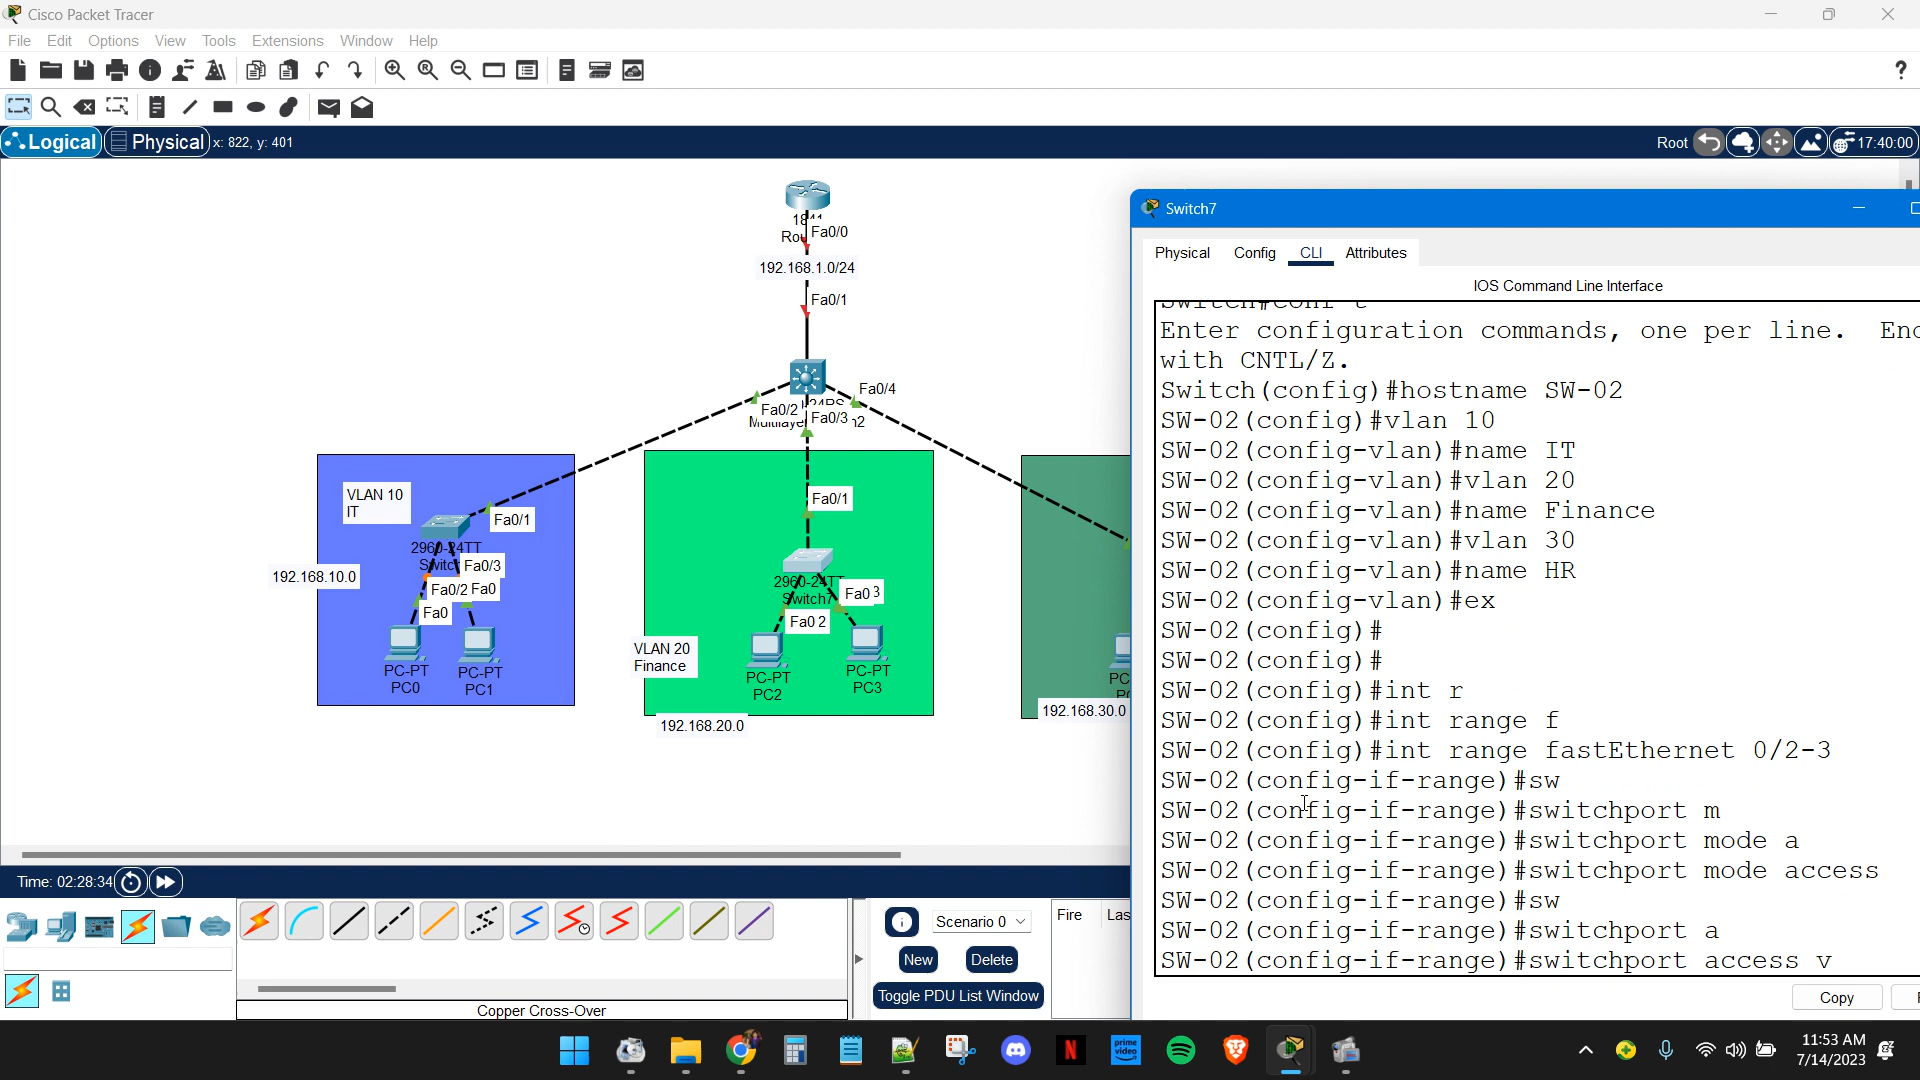 Cisco Packet Tracer
File Edit Options View Tools Extensions Window Help
Logical Physical x: 822, y: 401 Root 17:40:00
Fa0/0
192.168.1.0/24
Fa0/1
Fa0/4
Fa0/2
Fa0/3
VLAN 10
IT
Fa0/1
2960-24TT
Fa0/3
192.168.10.0
Fa0/2 Fa0
Fa0
PC-PT
PC0
PC-PT
PC1
Fa0/1
2960-24TT
Switch7
Fa0 3
Fa0 2
VLAN 20
Finance
PC-PT
PC2
PC-PT
PC3
192.168.20.0
192.168.30.0
Switch7
Physical Config CLI Attributes
IOS Command Line Interface
Switch#conf t
Enter configuration commands, one per line.
with CNTL/Z.
Switch(config)#hostname SW-02
SW-02(config)#vlan 10
SW-02(config-vlan)#name IT
SW-02(config-vlan)#vlan 20
SW-02(config-vlan)#name Finance
SW-02(config-vlan)#vlan 30
SW-02(config-vlan)#name HR
SW-02(config-vlan)#ex
SW-02(config)#
SW-02(config)#
SW-02(config)#int r
SW-02(config)#int range f
SW-02(config)#int range fastEthernet 0/2-3
SW-02(config-if-range)#sw
SW-02(config-if-range)#switchport m
SW-02(config-if-range)#switchport mode a
SW-02(config-if-range)#switchport mode access
SW-02(config-if-range)#sw
SW-02(config-if-range)#switchport a
SW-02(config-if-range)#switchport access v
Copy
Time: 02:28:34
Scenario 0
New Delete
Toggle PDU List Window
Fire Las
Copper Cross-Over
prime video
11:53 AM
7/14/2023